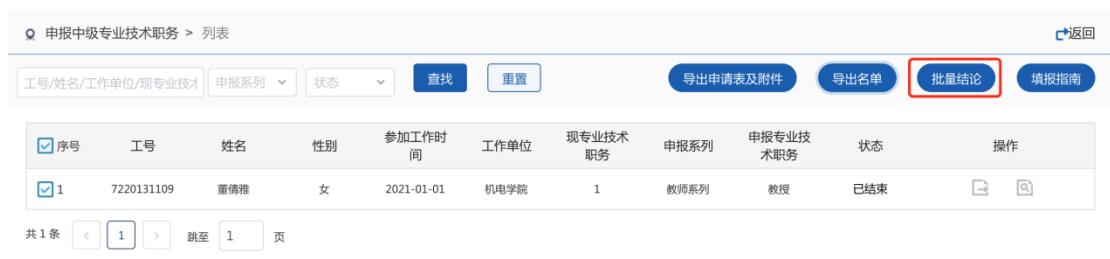 申报中级专业技术职务 > 列表 返回
工号/姓名/工作单位/现专业技术 申报系列 状态 查找 重置 导出申请表及附件 导出名单 批量结论 填报指南
序号 工号 姓名 性别 参加工作时间 工作单位 现专业技术职务 申报系列 申报专业技术职务 状态 操作
1 7220131109 董倩雅 女 2021-01-01 机电学院 1 教师系列 教授 已结束
共 1 条 < 1 > 跳至 1 页